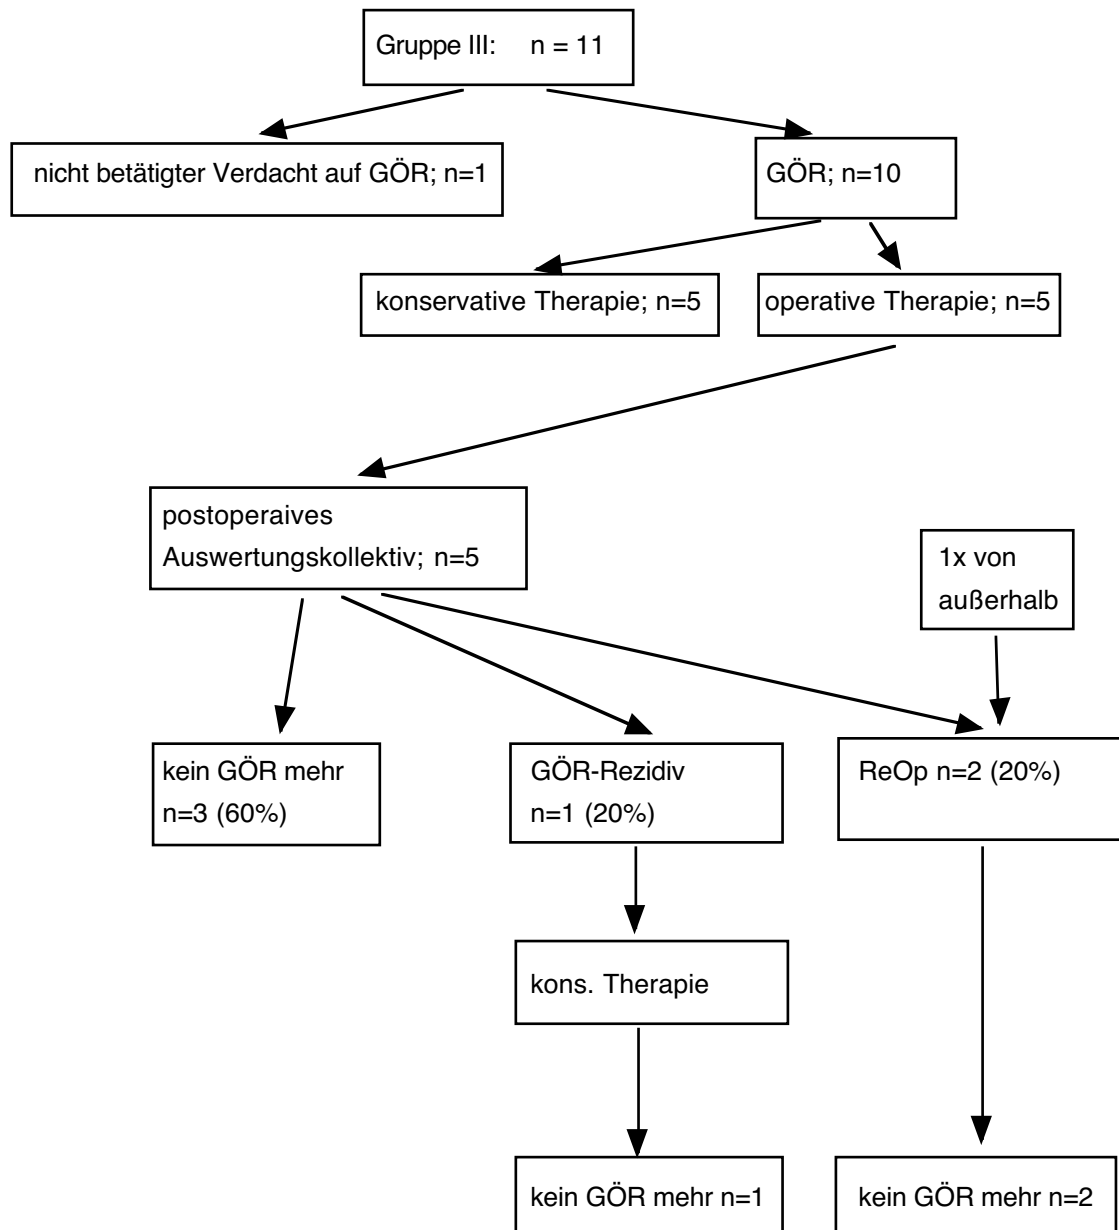 Gruppe III: n = 11
nicht betätigter Verdacht auf GÖR; n=1
GÖR; n=10
konservative Therapie; n=5
operative Therapie; n=5
postoperaives
Auswertungskollektiv; n=5
1x von
außerhalb
kein GÖR mehr
n=3 (60%)
GÖR-Rezidiv
n=1 (20%)
ReOp n=2 (20%)
kons. Therapie
kein GÖR mehr n=1
kein GÖR mehr n=2